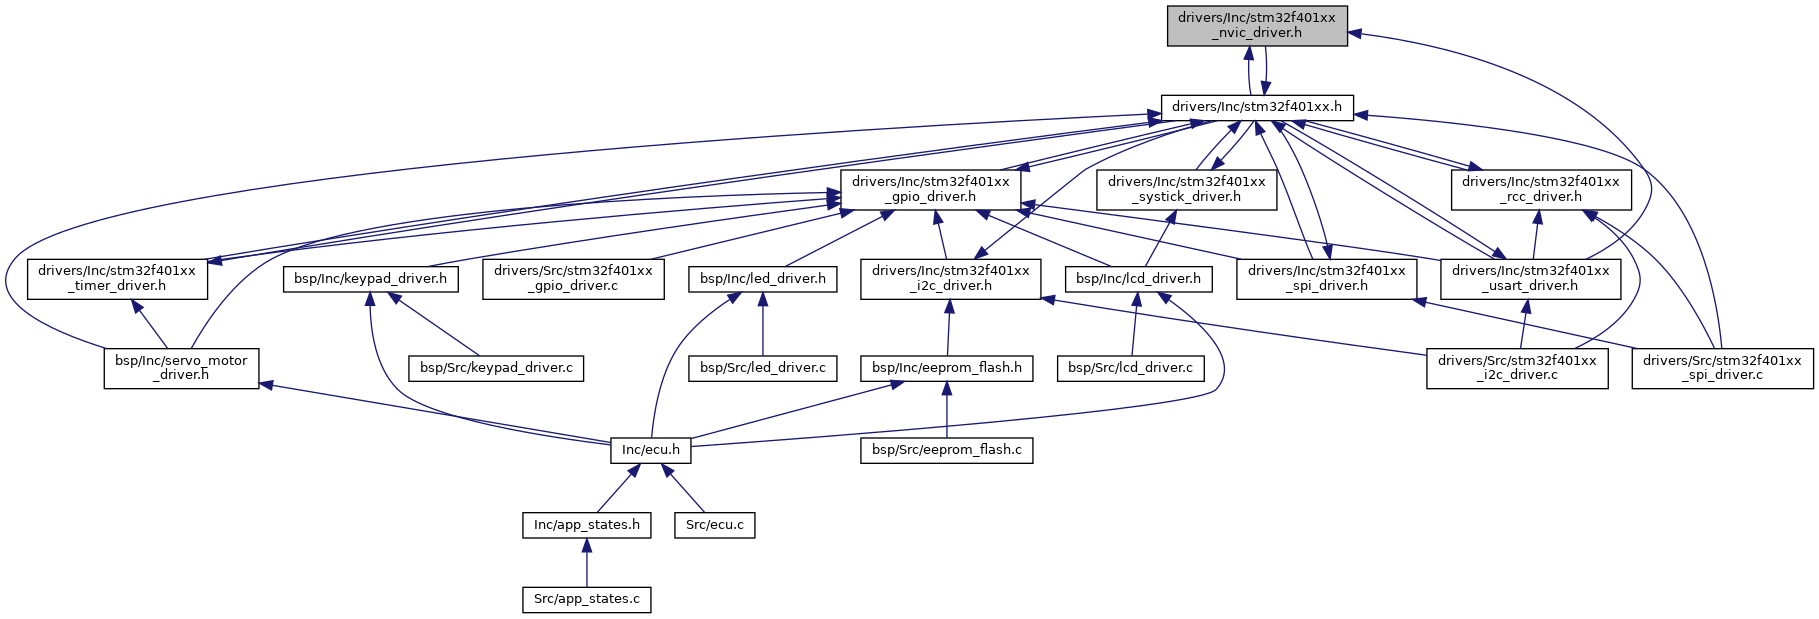 drivers/Inc/stm32f401xx
_nvic_driver.h
drivers/Inc/stm32f401xx.h
drivers/Inc/stm32f401xx
_gpio_driver.h
drivers/Inc/stm32f401xx
_systick_driver.h
drivers/Inc/stm32f401xx
_rcc_driver.h
drivers/Inc/stm32f401xx
_timer_driver.h
bsp/Inc/keypad_driver.h
drivers/Src/stm32f401xx
_gpio_driver.c
bsp/Inc/led_driver.h
drivers/Inc/stm32f401xx
_i2c_driver.h
bsp/Inc/lcd_driver.h
drivers/Inc/stm32f401xx
_spi_driver.h
drivers/Inc/stm32f401xx
_usart_driver.h
bsp/Inc/servo_motor
_driver.h
bsp/Src/keypad_driver.c
bsp/Src/led_driver.c
bsp/Inc/eeprom_flash.h
bsp/Src/lcd_driver.c
drivers/Src/stm32f401xx
_i2c_driver.c
drivers/Src/stm32f401xx
_spi_driver.c
Inc/ecu.h
bsp/Src/eeprom_flash.c
Inc/app_states.h
Src/ecu.c
Src/app_states.c